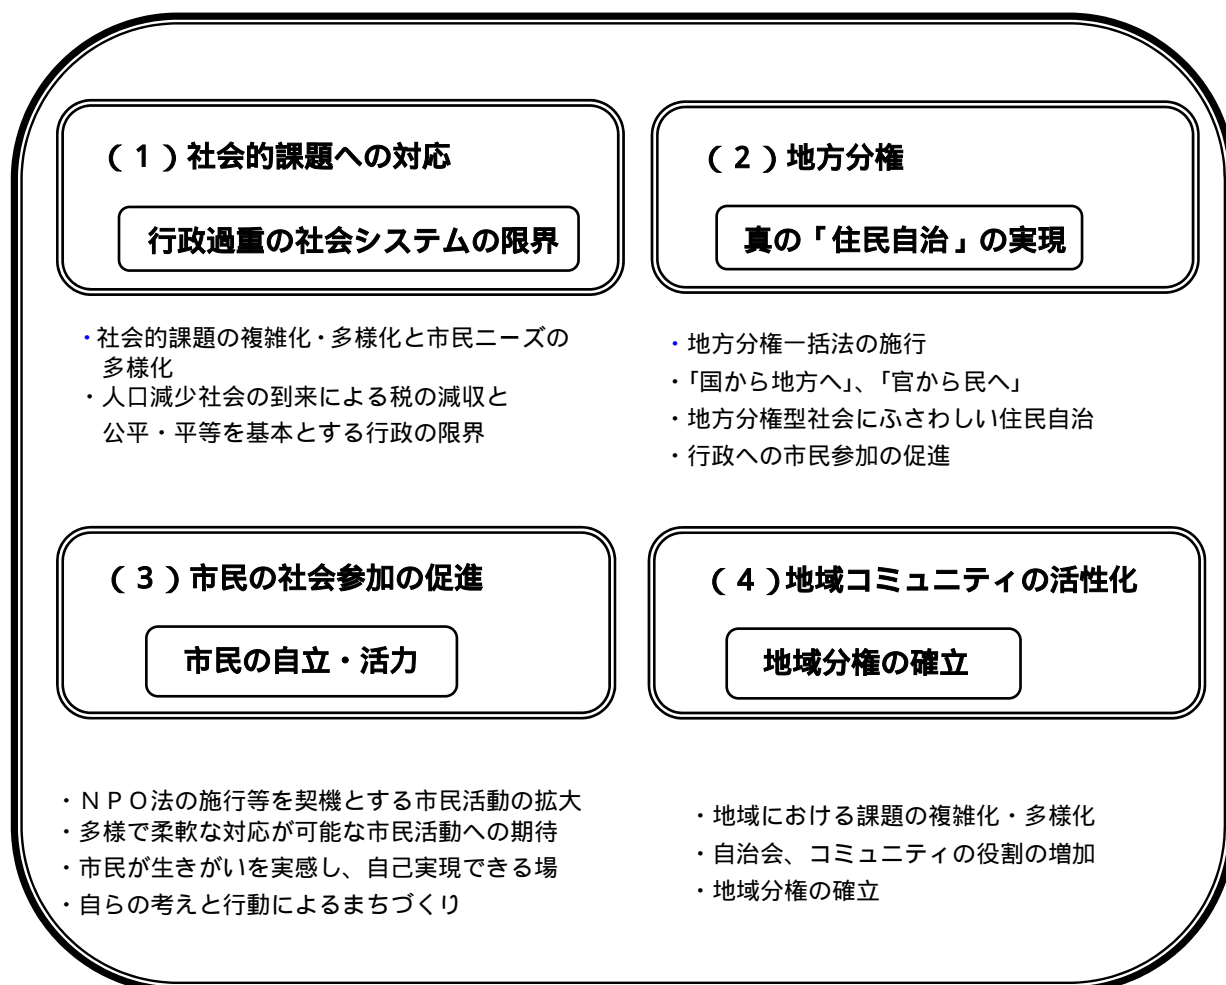 （１）社会的課題への対応
行政過重の社会システムの限界
・社会的課題の複雑化・多様化と市民ニーズの
多様化
・人口減少社会の到来による税の減収と
公平・平等を基本とする行政の限界
（２）地方分権
真の「住民自治」の実現
・地方分権一括法の施行
・「国から地方へ」、「官から民へ」
・地方分権型社会にふさわしい住民自治
・行政への市民参加の促進
（３）市民の社会参加の促進
市民の自立・活力
・ＮＰＯ法の施行等を契機とする市民活動の拡大
・多様で柔軟な対応が可能な市民活動への期待
・市民が生きがいを実感し、自己実現できる場
・自らの考えと行動によるまちづくり
（４）地域コミュニティの活性化
地域分権の確立
・地域における課題の複雑化・多様化
・自治会、コミュニティの役割の増加
・地域分権の確立